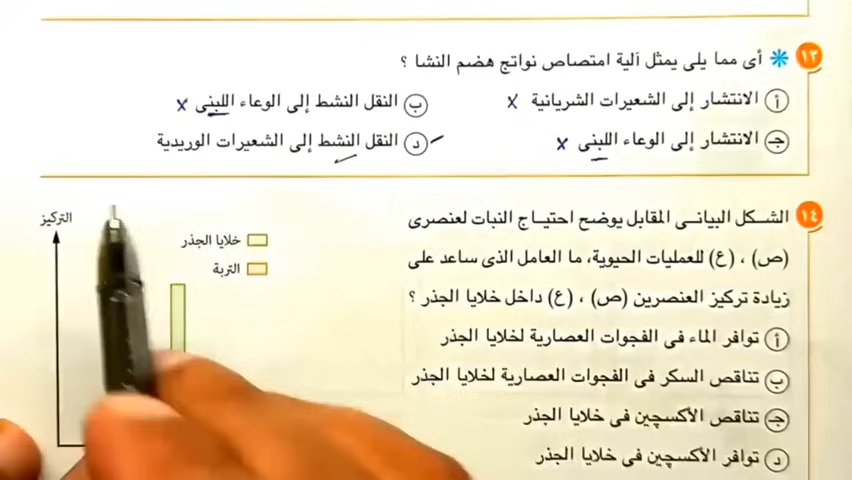 ١٣ أى مما يلى يمثل آلية امتصاص نواتج هضم النشا ؟
أ الانتشار إلى الشعيرات الشريانية x
ب النقل النشط إلى الوعاء اللبنى x
جـ الانتشار إلى الوعاء اللبنى x
د النقل النشط إلى الشعيرات الوريدية
١٤ الشكل البيانى المقابل يوضح احتياج النبات لعنصرى
(ص) ، (ع) للعمليات الحيوية، ما العامل الذى ساعد على
زيادة تركيز العنصرين (ص) ، (ع) داخل خلايا الجذر ؟
أ توافر الماء فى الفجوات العصارية لخلايا الجذر
ب تناقص السكر فى الفجوات العصارية لخلايا الجذر
جـ تناقص الأكسچين فى خلايا الجذر
د توافر الأكسچين فى خلايا الجذر
التركيز
خلايا الجذر
التربة